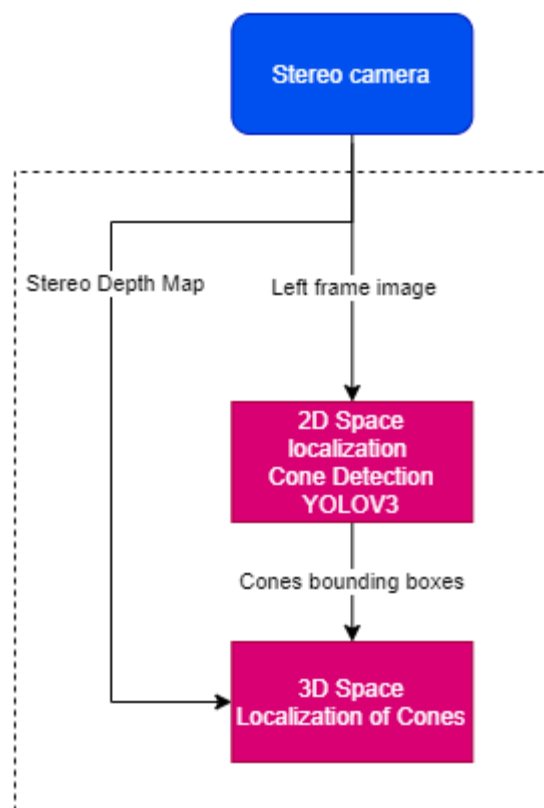 Stereo camera
Stereo Depth Map
Left frame image
2D Space
localization
Cone Detection
YOLOV3
Cones bounding boxes
3D Space
Localization of Cones